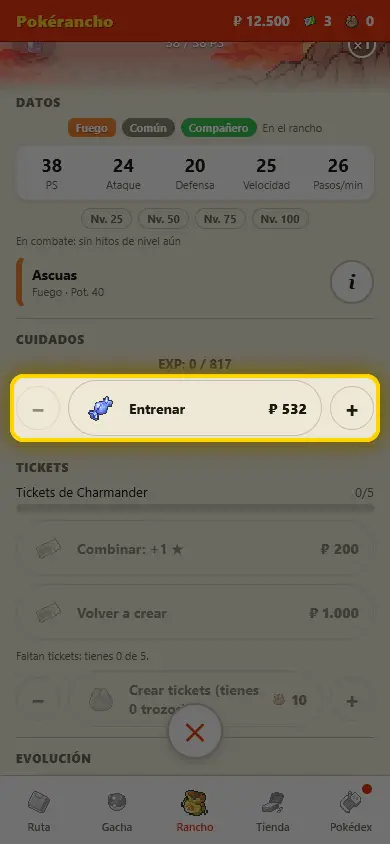 Pokérancho ₽ 12.500 3 0
38 / 38 PS ×1
DATOS
Fuego Común Compañero En el rancho
38 24 20 25 26
PS Ataque Defensa Velocidad Pasos/min
Nv. 25 Nv. 50 Nv. 75 Nv. 100
En combate: sin hitos de nivel aún
Ascuas
Fuego · Pot. 40
i
CUIDADOS
EXP: 0 / 817
− Entrenar ₽ 532 +
TICKETS
Tickets de Charmander 0/5
Combinar: +1 ★ ₽ 200
Volver a crear ₽ 1.000
Faltan tickets: tienes 0 de 5.
− Crear tickets (tienes 10 +
0
EVOLUCIÓN
Ruta Gacha Rancho Tienda Pokédex